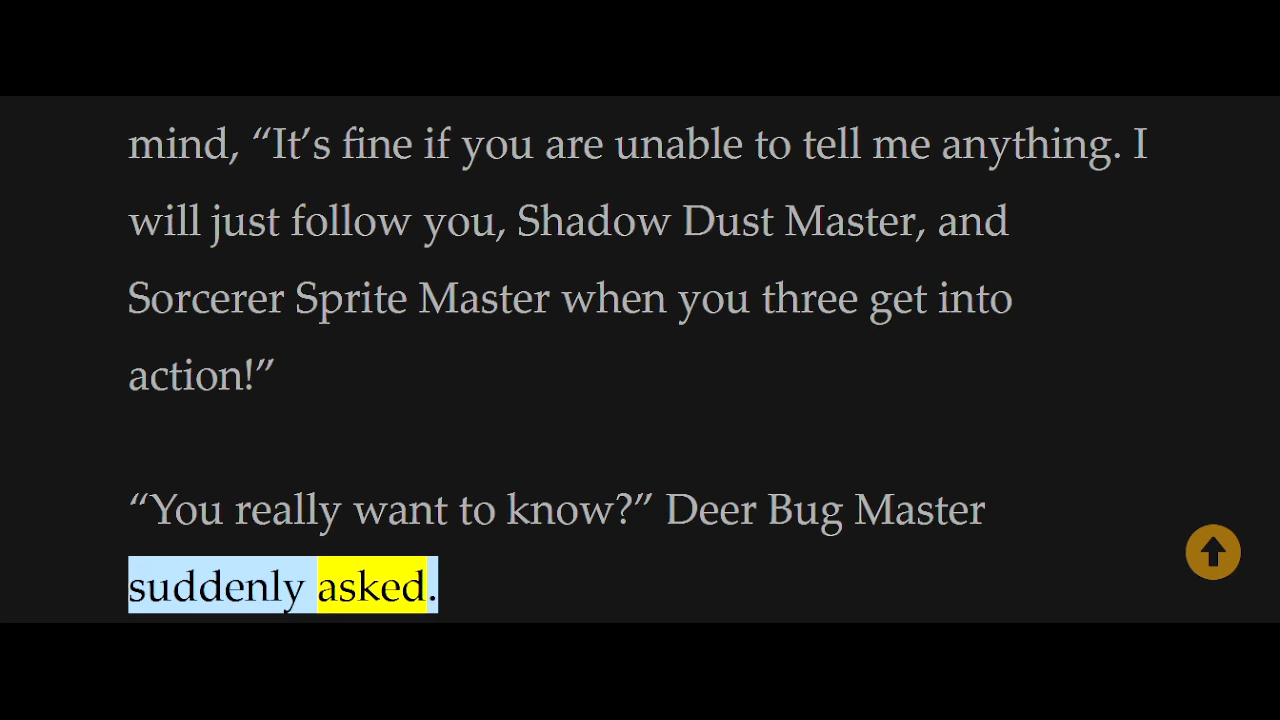 mind, “It’s fine if you are unable to tell me anything. I
will just follow you, Shadow Dust Master, and
Sorcerer Sprite Master when you three get into
action!”
“You really want to know?” Deer Bug Master
suddenly asked.